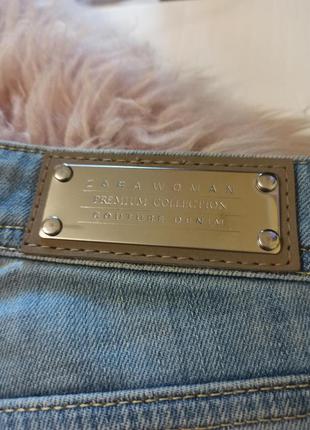 ZARA WOMAN
PREMIUM COLLECTION
COUTURE DENIM